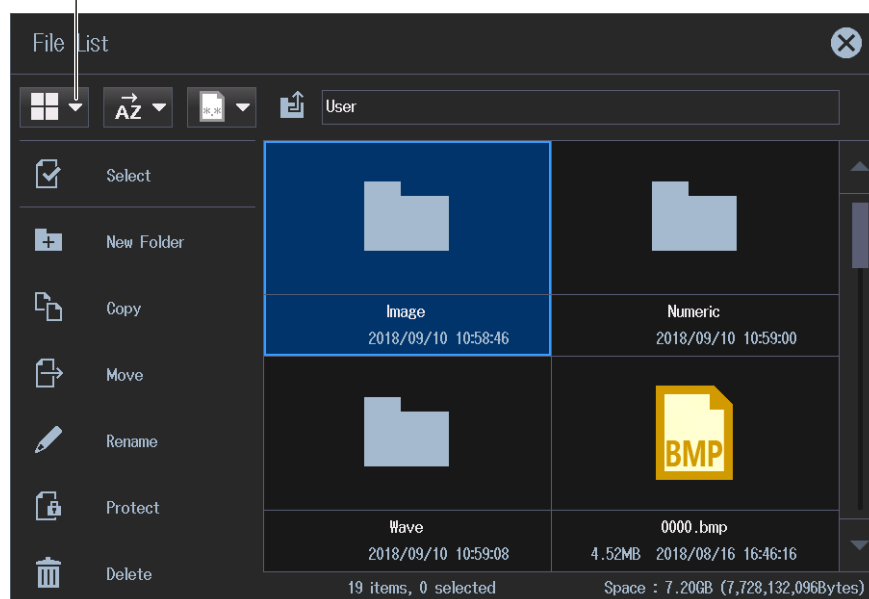 File List
AZ
*.*
User
Select
New Folder
Copy
Move
Rename
Protect
Delete
Image
2018/09/10 10:58:46
Numeric
2018/09/10 10:59:00
Wave
2018/09/10 10:59:08
BMP
0000.bmp
4.52MB 2018/08/16 16:46:16
19 items, 0 selected
Space : 7.20GB (7,728,132,096Bytes)